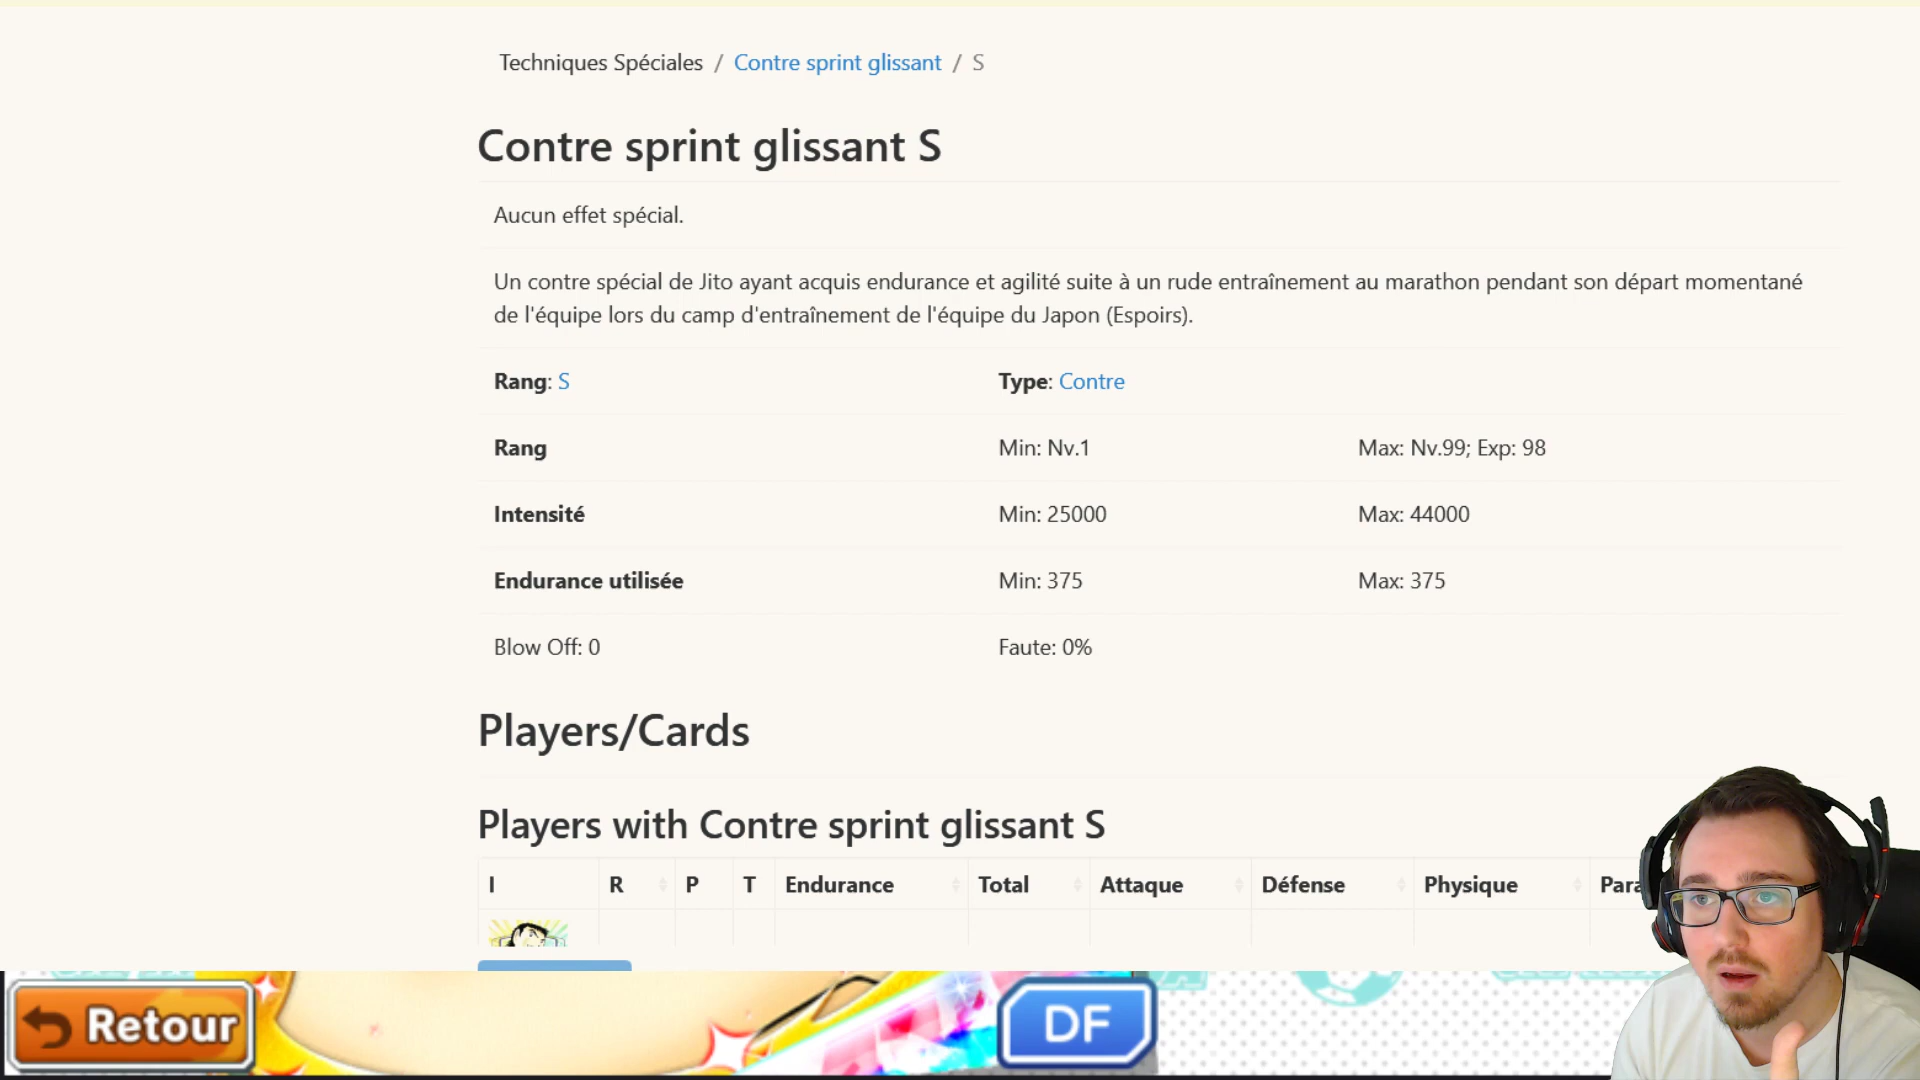 Techniques Spéciales / Contre sprint glissant / S
Contre sprint glissant S
Aucun effet spécial.
Un contre spécial de Jito ayant acquis endurance et agilité suite à un rude entraînement au marathon pendant son départ momentané
de l'équipe lors du camp d'entraînement de l'équipe du Japon (Espoirs).
Rang: S Type: Contre
Rang Min: Nv.1 Max: Nv.99; Exp: 98
Intensité Min: 25000 Max: 44000
Endurance utilisée Min: 375 Max: 375
Blow Off: 0 Faute: 0%
Players/Cards
Players with Contre sprint glissant S
I R P T Endurance Total Attaque Défense Physique
Retour DF